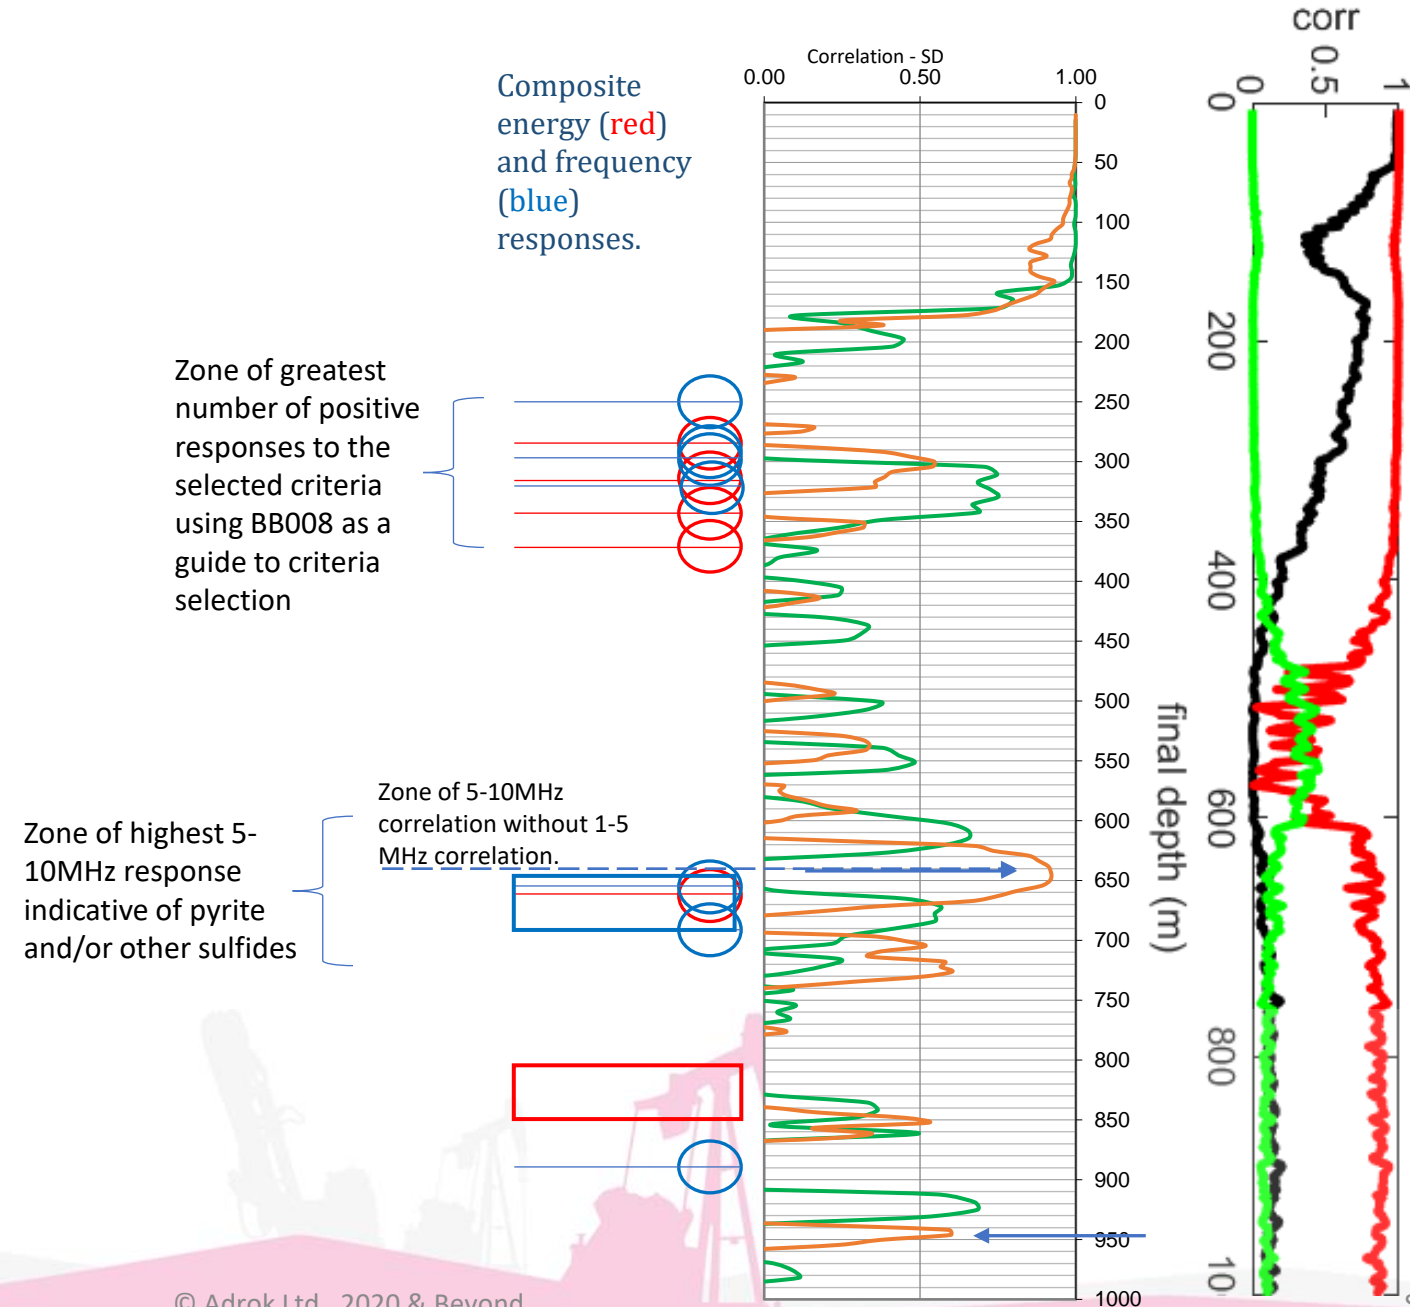 corr
0
0.5
1
Correlation - SD
0.00
0.50
1.00
Composite
energy (red)
and frequency
(blue)
responses.
0
50
100
150
200
250
300
350
400
450
500
550
600
650
700
750
800
850
900
950
1000
Zone of greatest
number of positive
responses to the
selected criteria
using BB008 as a
guide to criteria
selection
Zone of 5-10MHz
correlation without 1-5
MHz correlation.
Zone of highest 5-
10MHz response
indicative of pyrite
and/or other sulfides
final depth (m)
0
200
400
600
800
10
© Adrok Ltd., 2020 & Beyond